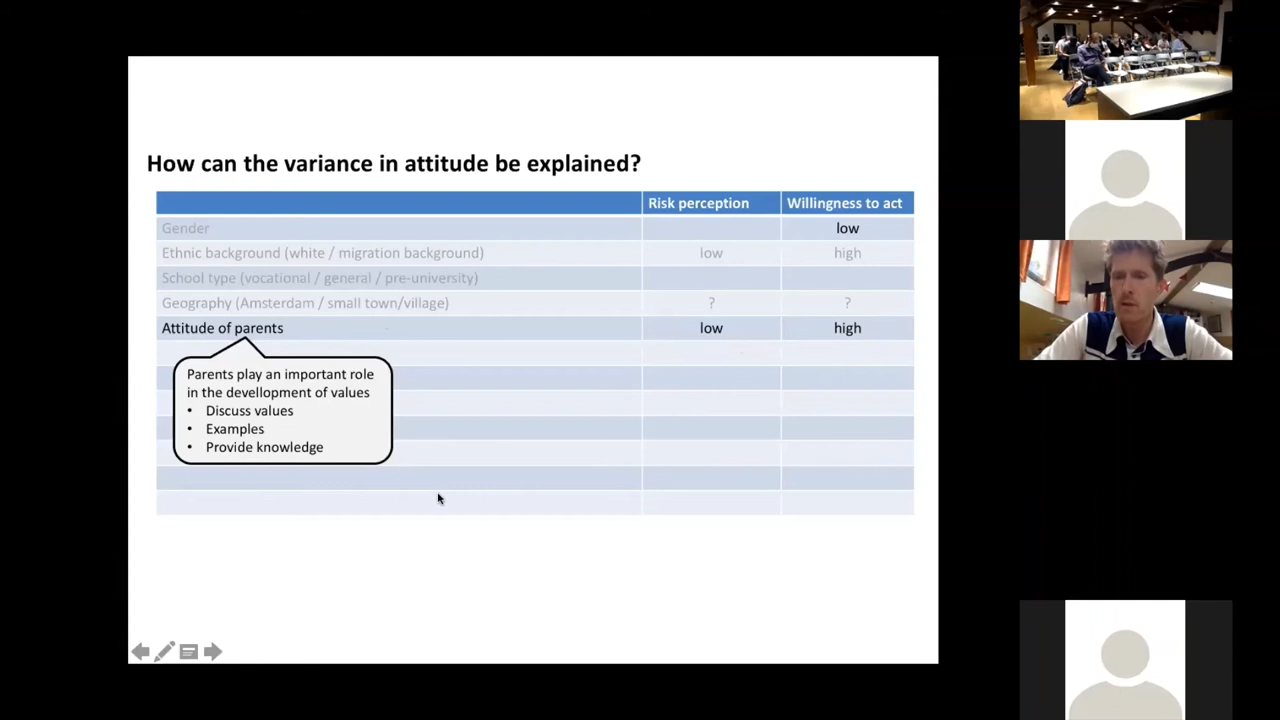 How can the variance in attitude be explained?
Risk perception Willingness to act
Gender low
Ethnic background (white / migration background) low high
School type (vocational / general / pre-university)
Geography (Amsterdam / small town/village) ? ?
Attitude of parents low high
Parents play an important role
in the devellopment of values
• Discuss values
• Examples
• Provide knowledge